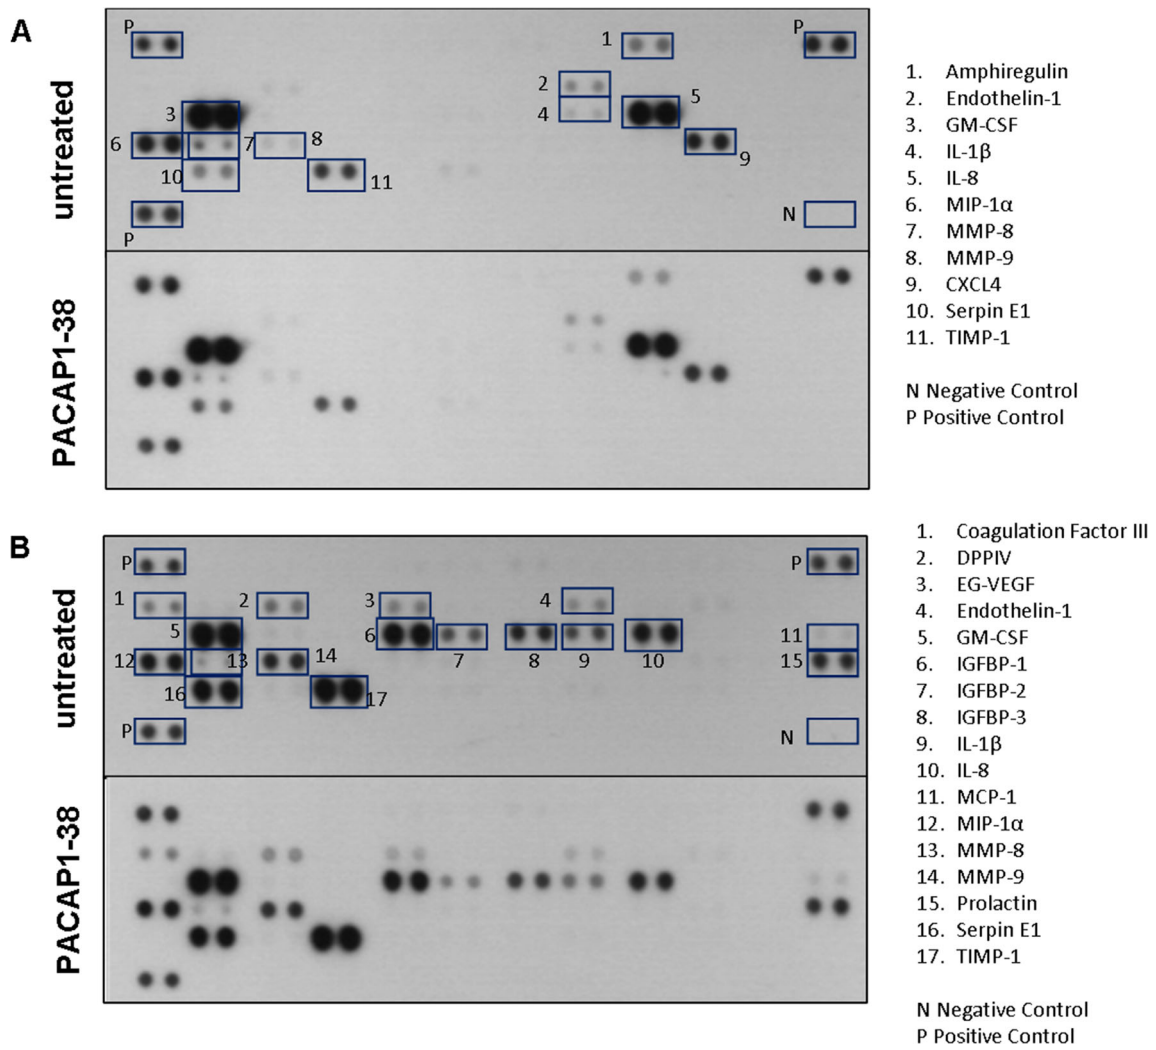 A
untreated
P
1
P
2
3
4
5
6
7
8
9
10
11
N
P
PACAP1-38
1. Amphiregulin
2. Endothelin-1
3. GM-CSF
4. IL-1β
5. IL-8
6. MIP-1α
7. MMP-8
8. MMP-9
9. CXCL4
10. Serpin E1
11. TIMP-1
N Negative Control
P Positive Control
B
untreated
P
P
1
2
3
4
5
6
7
8
9
10
11
12
13
14
15
16
17
P
N
PACAP1-38
1. Coagulation Factor III
2. DPPIV
3. EG-VEGF
4. Endothelin-1
5. GM-CSF
6. IGFBP-1
7. IGFBP-2
8. IGFBP-3
9. IL-1β
10. IL-8
11. MCP-1
12. MIP-1α
13. MMP-8
14. MMP-9
15. Prolactin
16. Serpin E1
17. TIMP-1
N Negative Control
P Positive Control